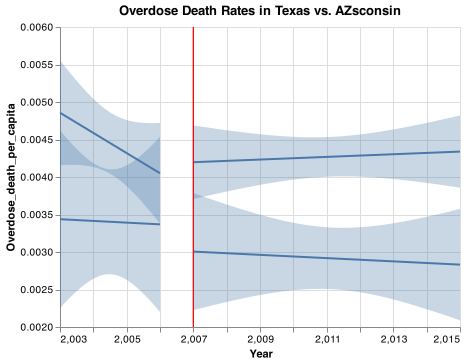 Overdose Death Rates in Texas vs. AZsconsin
Overdose_death_per_capita
0.0060
0.0055
0.0050
0.0045
0.0040
0.0035
0.0030
0.0025
0.0020
2,003 2,005 2,007 2,009 2,011 2,013 2,015
Year